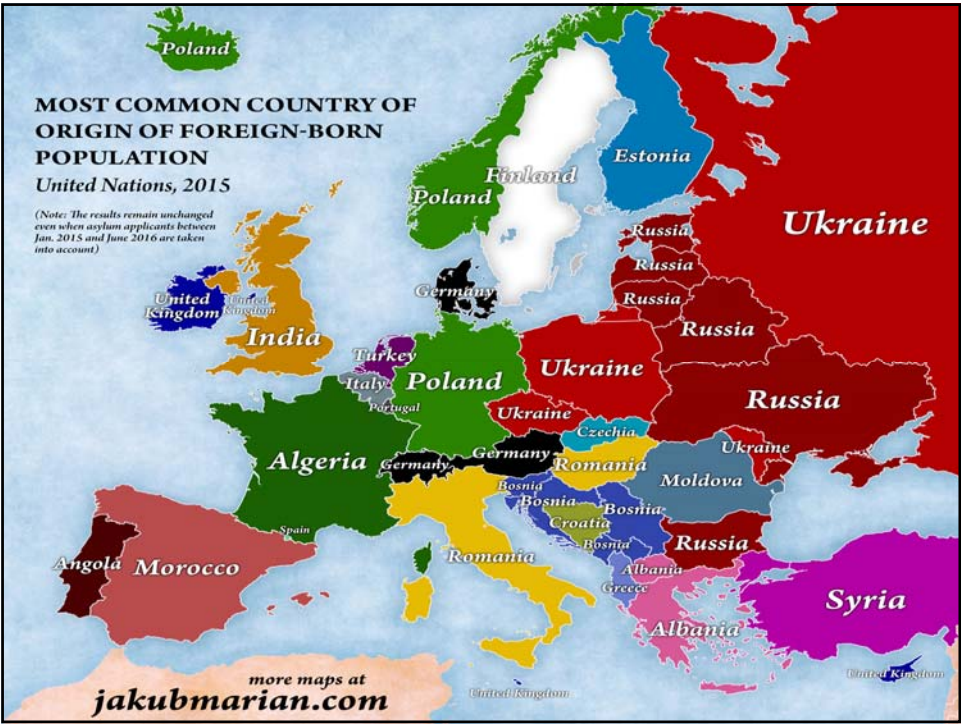 Poland
MOST COMMON COUNTRY OF
ORIGIN OF FOREIGN-BORN
POPULATION
United Nations, 2015
(Note: The results remain unchanged
even when asylum applicants between
Jan. 2015 and June 2016 are taken
into account)
Finland
Estonia
Poland
Ukraine
Russia
Russia
Russia
Russia
Germany
United
Kingdom
United
Kingdom
India
Turkey
Italy
Portugal
Poland
Ukraine
Ukraine
Russia
Czechia
Ukraine
Algeria
Germany
Germany
Romania
Moldova
Bosnia
Bosnia
Bosnia
Croatia
Bosnia
Spain
Romania
Russia
Angola
Morocco
Albania
Greece
Albania
Syria
United Kingdom
United Kingdom
more maps at
jakubmarian.com